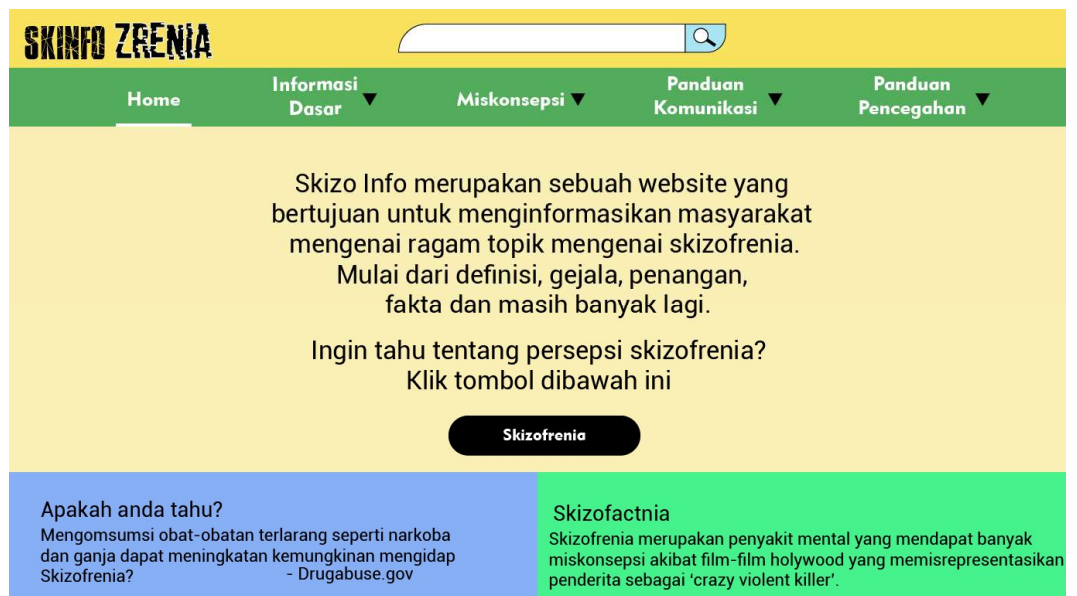 SKINFO ZRENIA
Home
Informasi
Dasar
Miskonsepsi
Panduan
Komunikasi
Panduan
Pencegahan
Skizo Info merupakan sebuah website yang
bertujuan untuk menginformasikan masyarakat
mengenai ragam topik mengenai skizofrenia.
Mulai dari definisi, gejala, penangan,
fakta dan masih banyak lagi.
Ingin tahu tentang persepsi skizofrenia?
Klik tombol dibawah ini
Skizofrenia
Apakah anda tahu?
Mengomsumsi obat-obatan terlarang seperti narkoba
dan ganja dapat meningkatan kemungkinan mengidap
Skizofrenia? - Drugabuse.gov
Skizofactnia
Skizofrenia merupakan penyakit mental yang mendapat banyak
miskonsepsi akibat film-film holywood yang memisrepresentasikan
penderita sebagai 'crazy violent killer'.